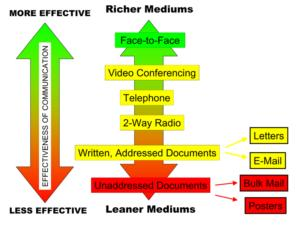 MORE EFFECTIVE
Richer Mediums
EFFECTIVENESS OF COMMUNICATION
Face-to-Face
Video Conferencing
Telephone
2-Way Radio
Written, Addressed Documents
Letters
E-Mail
Unaddressed Documents
Bulk Mail
Posters
LESS EFFECTIVE
Leaner Mediums